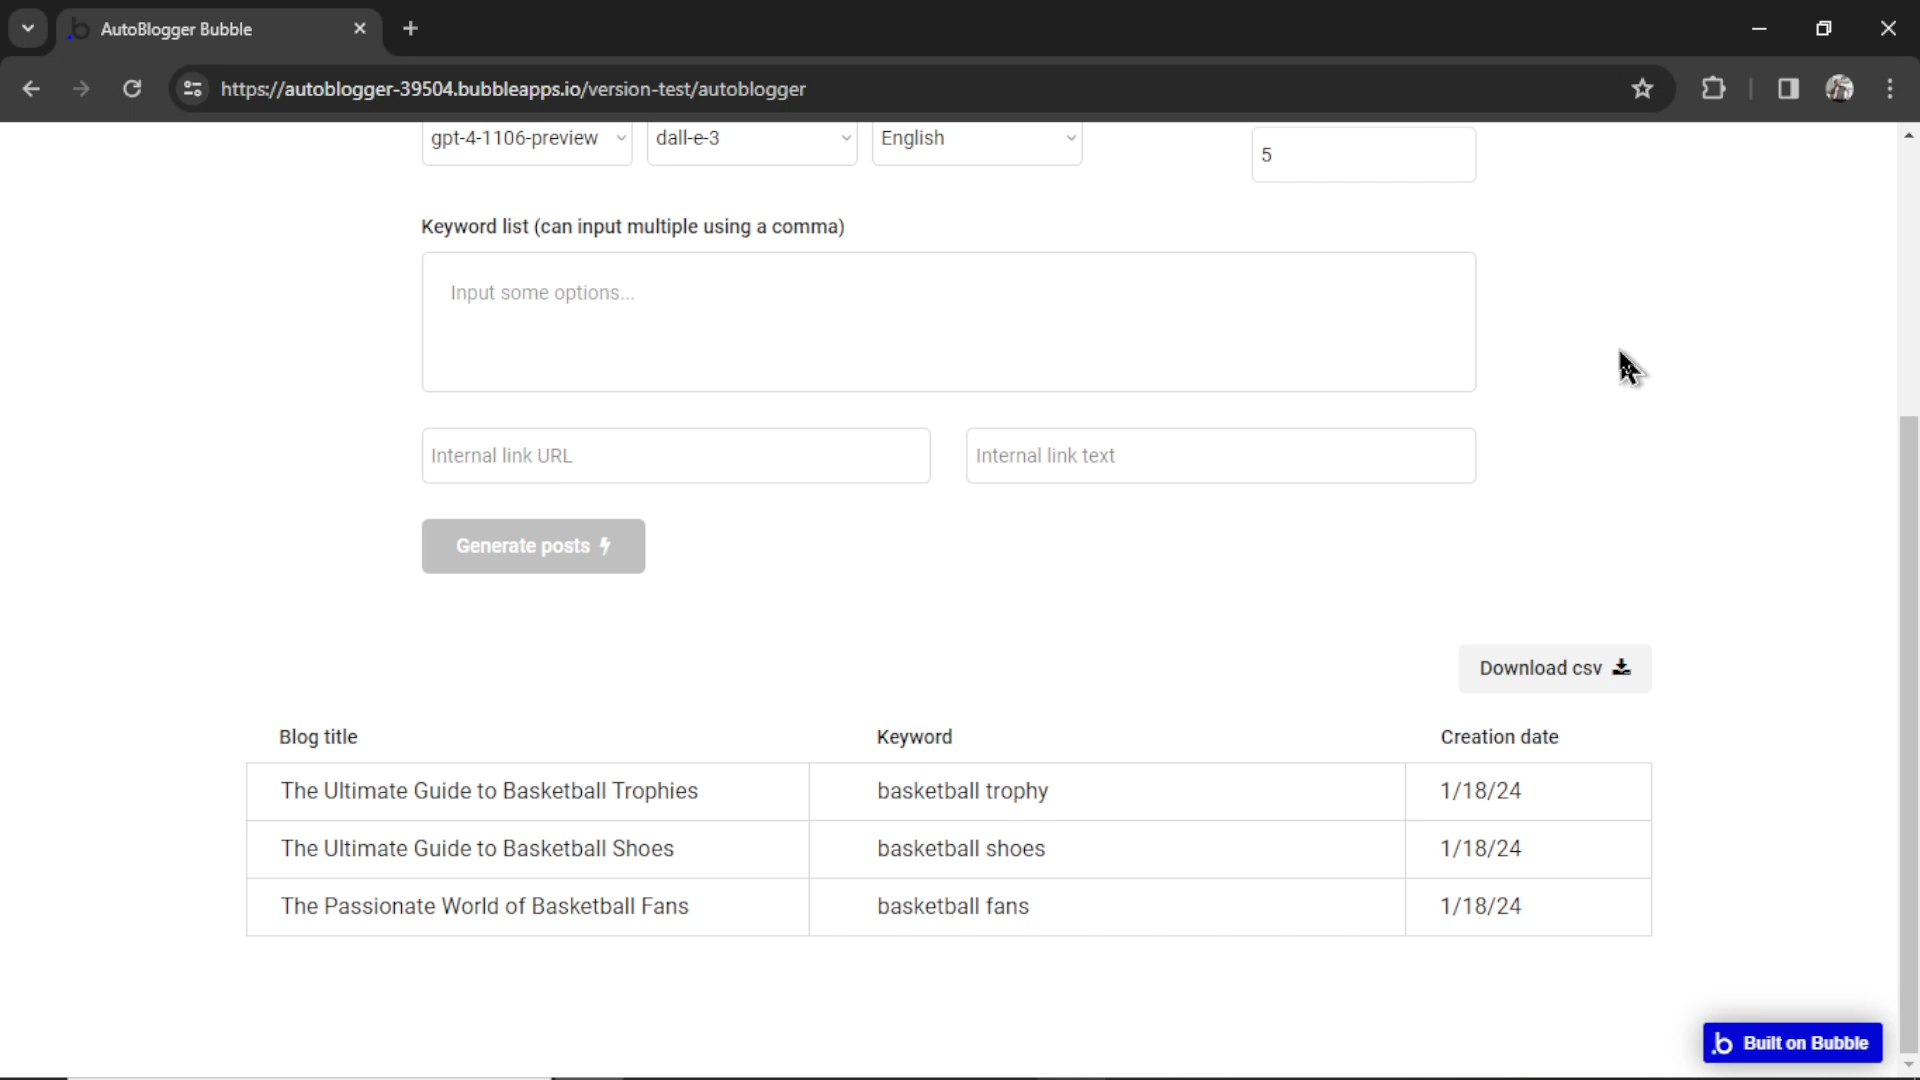 AutoBlogger Bubble
https://autoblogger-39504.bubbleapps.io/version-test/autoblogger
gpt-4-1106-preview dall-e-3 English 5
Keyword list (can input multiple using a comma)
Input some options...
Internal link URL Internal link text
Generate posts
Download csv
Blog title Keyword Creation date
The Ultimate Guide to Basketball Trophies basketball trophy 1/18/24
The Ultimate Guide to Basketball Shoes basketball shoes 1/18/24
The Passionate World of Basketball Fans basketball fans 1/18/24
b Built on Bubble